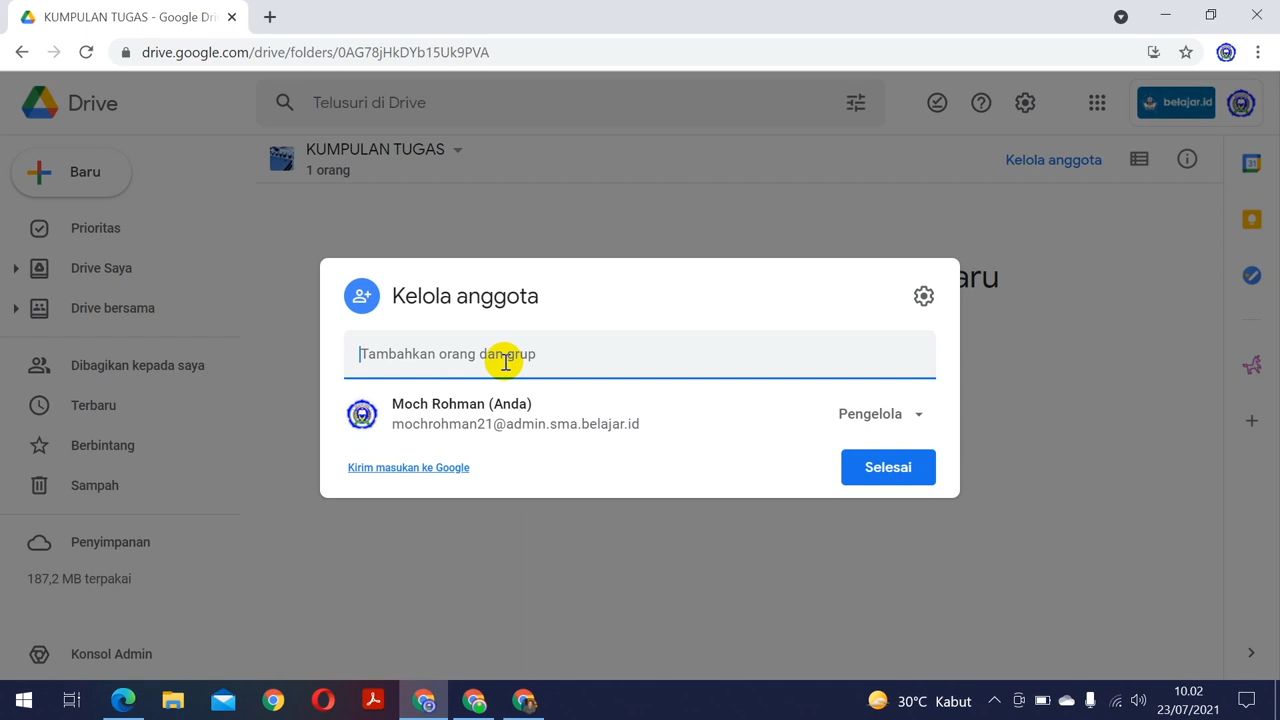 KUMPULAN TUGAS - Google Dri
drive.google.com/drive/folders/0AG78jHkDYb15Uk9PVA
Drive
Telusuri di Drive
belajar.id
Baru
KUMPULAN TUGAS
1 orang
Kelola anggota
31
Prioritas
Drive Saya
Drive bersama
Dibagikan kepada saya
Terbaru
Berbintang
Sampah
Penyimpanan
187,2 MB terpakai
Konsol Admin
aru
Kelola anggota
Tambahkan orang dan grup
Moch Rohman (Anda)
mochrohman21@admin.sma.belajar.id
Pengelola
Kirim masukan ke Google
Selesai
30°C Kabut
10.02
23/07/2021